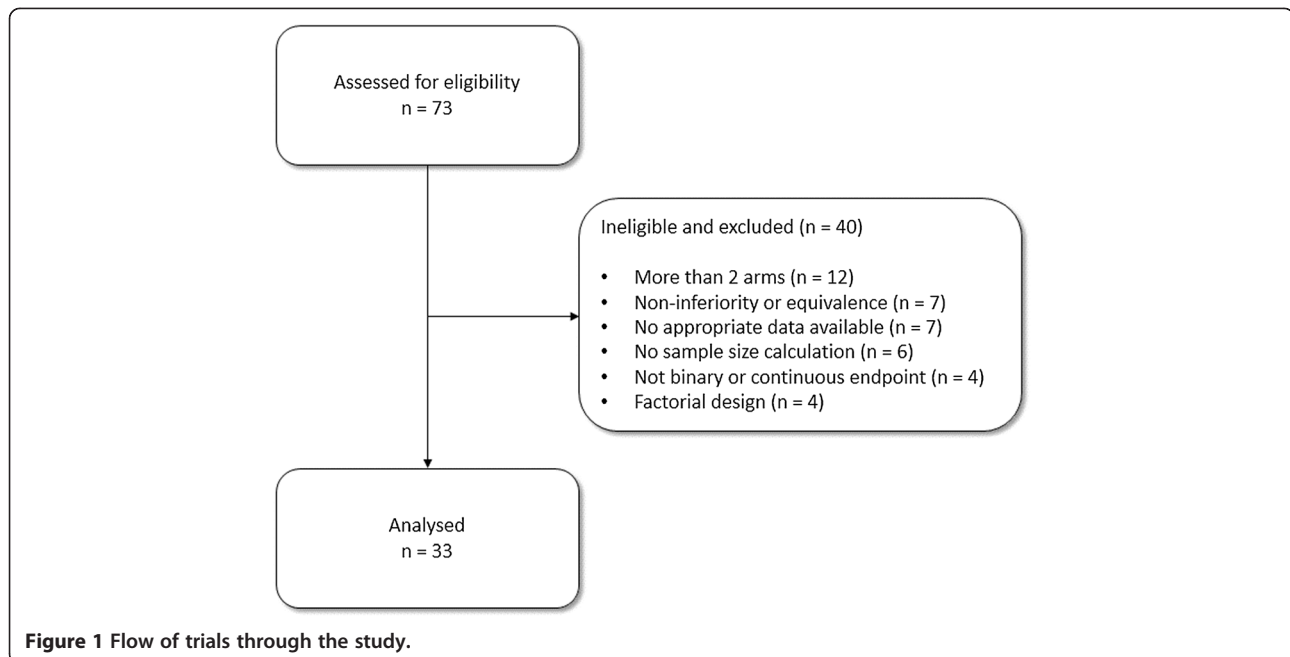 Assessed for eligibility
n = 73
Ineligible and excluded (n = 40)
• More than 2 arms (n = 12)
• Non-inferiority or equivalence (n = 7)
• No appropriate data available (n = 7)
• No sample size calculation (n = 6)
• Not binary or continuous endpoint (n = 4)
• Factorial design (n = 4)
Analysed
n = 33
Figure 1 Flow of trials through the study.